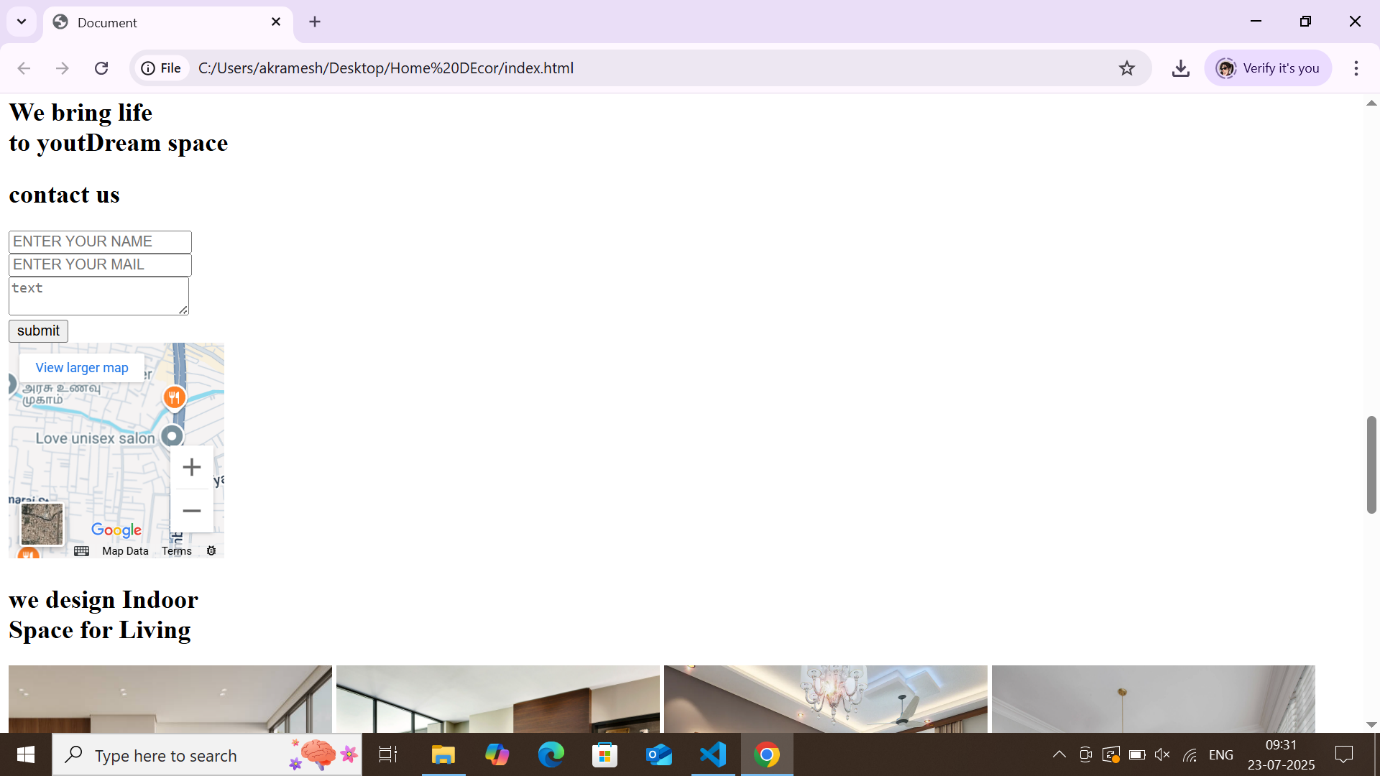 Document
File
C:/Users/akramesh/Desktop/Home%20DEcor/index.html
Verify it's you
We bring life
to youtDream space
contact us
ENTER YOUR NAME
ENTER YOUR MAIL
text
submit
View larger map
அரசு உணவு
முகாம்
Love unisex salon
Google
Map Data
Terms
we design Indoor
Space for Living
Type here to search
ENG
09:31
23-07-2025